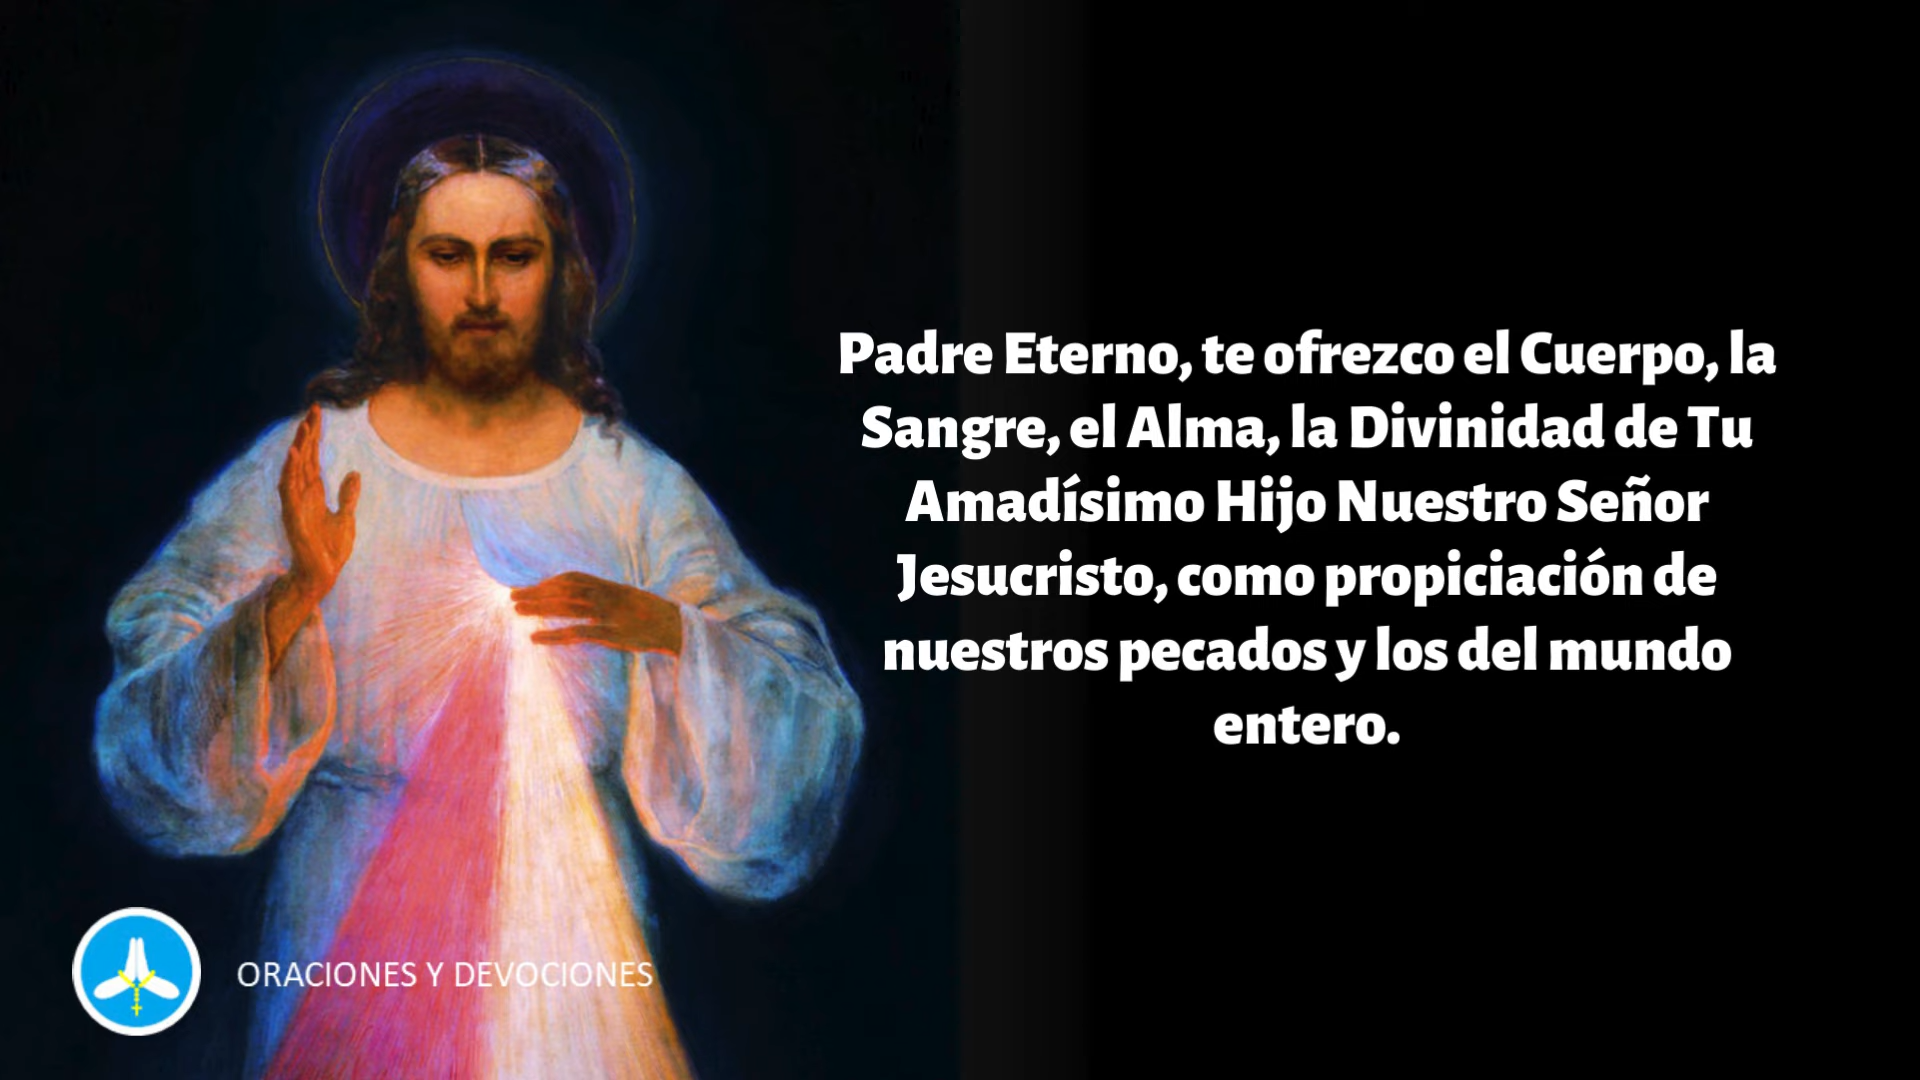 Padre Eterno, te ofrezco el Cuerpo, la
Sangre, el Alma, la Divinidad de Tu
Amadísimo Hijo Nuestro Señor
Jesucristo, como propiciación de
nuestros pecados y los del mundo
entero.
ORACIONES Y DEVOCIONES